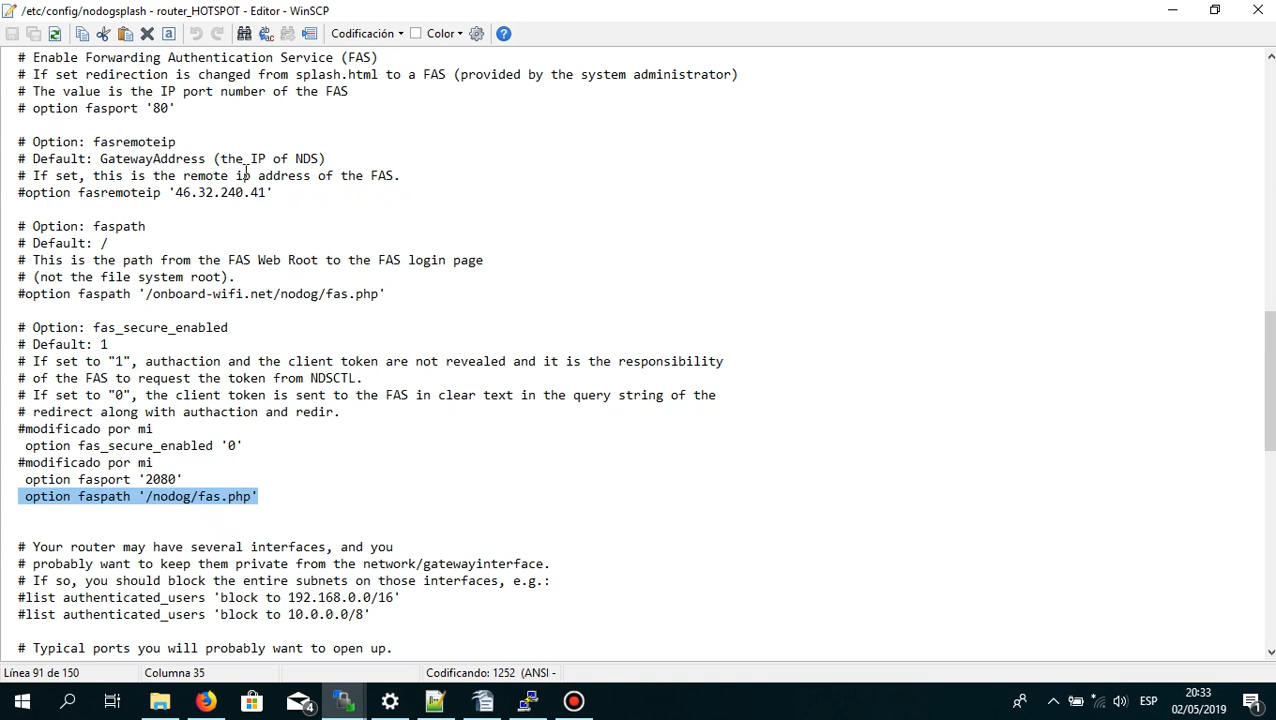 /etc/config/nodogsplash - router_HOTSPOT - Editor - WinSCP
Codificación
Color
# Enable Forwarding Authentication Service (FAS)
# If set redirection is changed from splash.html to a FAS (provided by the system administrator)
# The value is the IP port number of the FAS
# option fasport '80'
# Option: fasremoteip
# Default: GatewayAddress (the IP of NDS)
# If set, this is the remote ip address of the FAS.
#option fasremoteip '46.32.240.41'
# Option: faspath
# Default: /
# This is the path from the FAS Web Root to the FAS login page
# (not the file system root).
#option faspath '/onboard-wifi.net/nodog/fas.php'
# Option: fas_secure_enabled
# Default: 1
# If set to "1", authaction and the client token are not revealed and it is the responsibility
# of the FAS to request the token from NDSCTL.
# If set to "0", the client token is sent to the FAS in clear text in the query string of the
# redirect along with authaction and redir.
#modificado por mi
option fas_secure_enabled '0'
#modificado por mi
option fasport '2080'
option faspath '/nodog/fas.php'
# Your router may have several interfaces, and you
# probably want to keep them private from the network/gatewayinterface.
# If so, you should block the entire subnets on those interfaces, e.g.:
#list authenticated_users 'block to 192.168.0.0/16'
#list authenticated_users 'block to 10.0.0.0/8'
# Typical ports you will probably want to open up.
Línea 91 de 150
Columna 35
Codificando: 1252 (ANSI -
4
ESP
20:33
02/05/2019
1